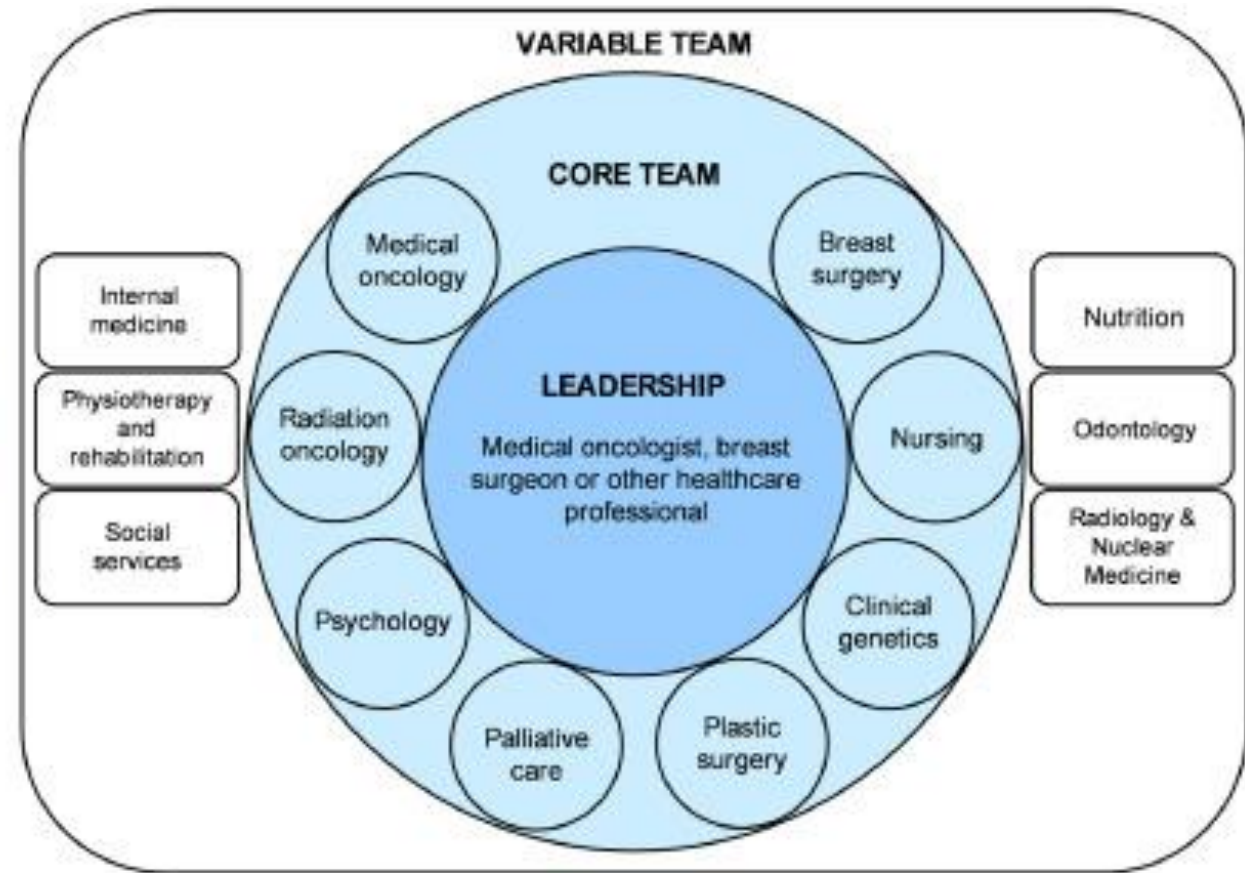 VARIABLE TEAM
CORE TEAM
Medical
oncology
Breast
surgery
Internal
medicine
Nutrition
LEADERSHIP
Medical oncologist, breast
surgeon or other healthcare
professional
Physiotherapy
and
rehabilitation
Radiation
oncology
Nursing
Odontology
Social
services
Radiology &
Nuclear
Medicine
Psychology
Clinical
genetics
Palliative
care
Plastic
surgery